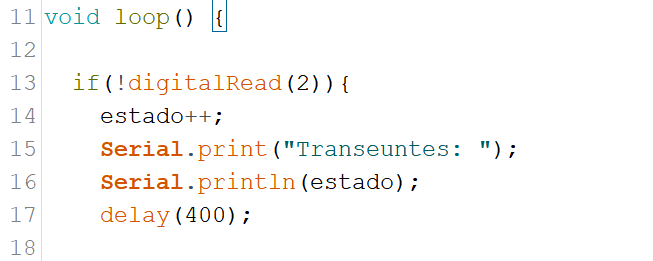 11 void loop() {
12
13 if(!digitalRead(2)){
14 estado++;
15 Serial.print("Transeuntes: ");
16 Serial.println(estado);
17 delay(400);
18